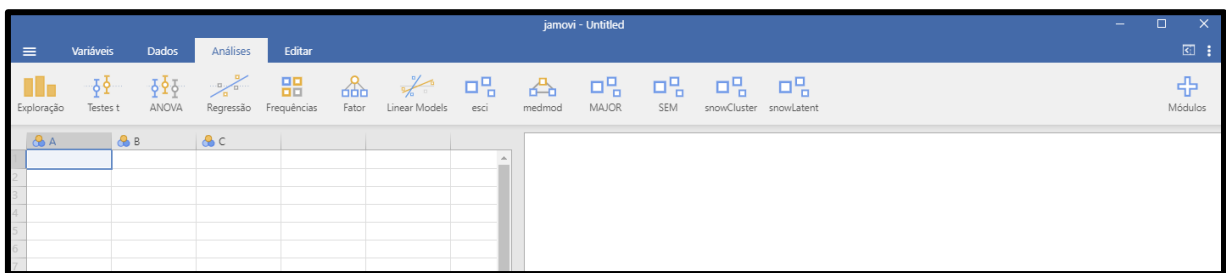 jamovi - Untitled
Variáveis Dados Análises Editar
Exploração Testes t ANOVA Regressão Frequências Fator Linear Models esci medmod MAJOR SEM snowCluster snowLatent Módulos
A B C
1
2
3
4
5
6
7